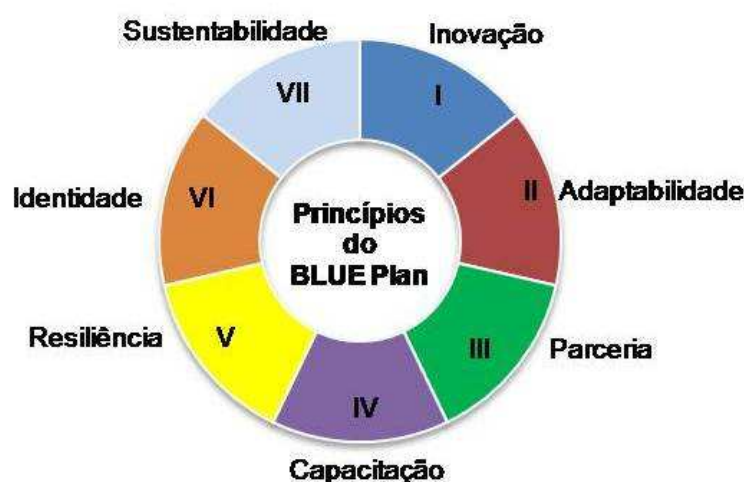 Sustentabilidade
Inovação
VII
I
Identidade
VI
II
Adaptabilidade
Princípios
do
BLUE Plan
Resiliência
V
III
Parceria
IV
Capacitação